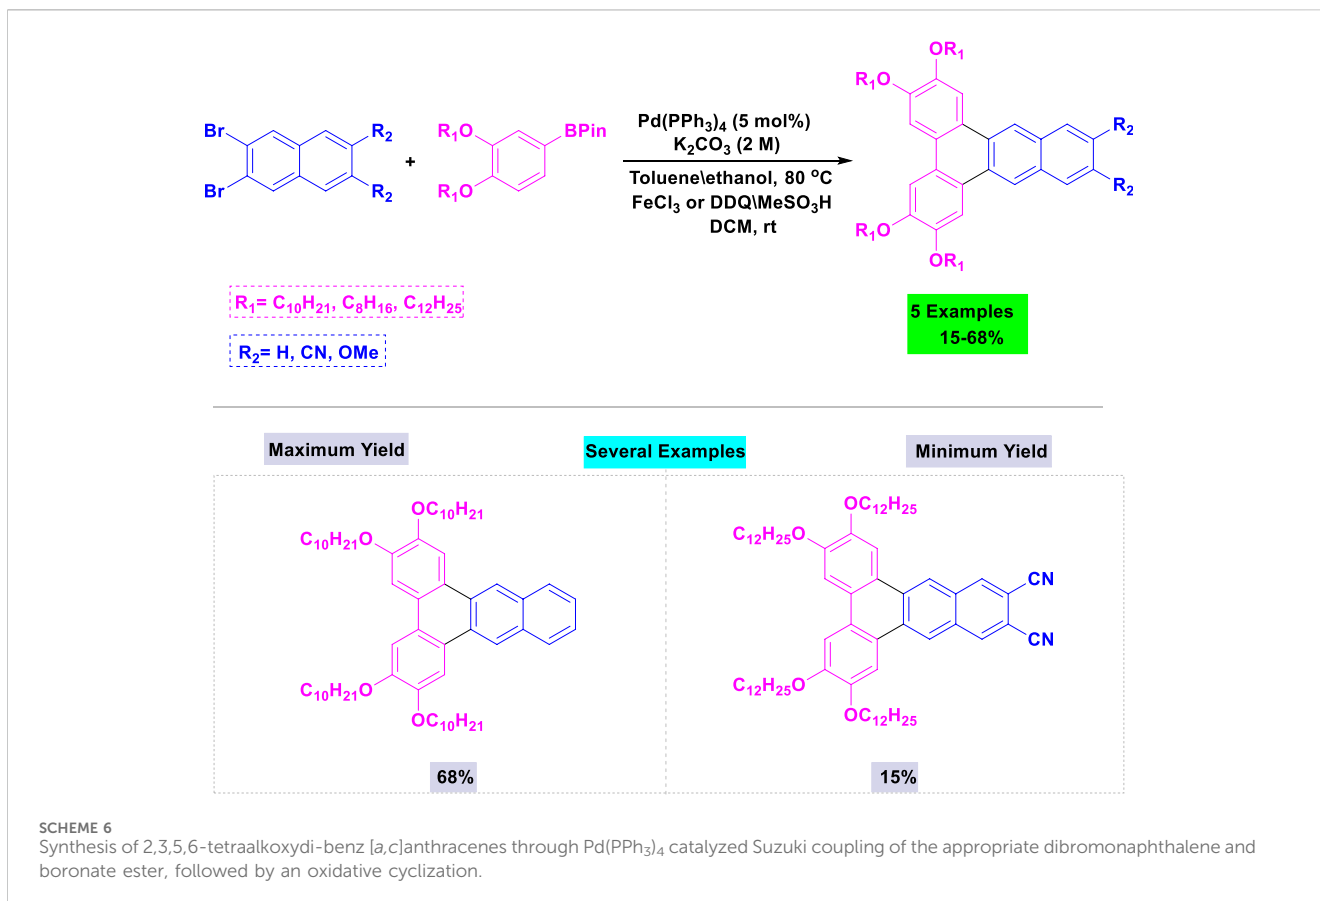 OR₁
R₁O
Br
Br
R₂
R₂
+
R₁O
R₁O
BPin
Pd(PPh₃)₄ (5 mol%)
K₂CO₃ (2 M)
Toluene\ethanol, 80 °C
FeCl₃ or DDQ\MeSO₃H
DCM, rt
R₂
R₂
R₁O
OR₁
R₁= C₁₀H₂₁, C₈H₁₆, C₁₂H₂₅
R₂= H, CN, OMe
5 Examples
15-68%
Maximum Yield
Several Examples
Minimum Yield
OC₁₀H₂₁
C₁₀H₂₁O
C₁₀H₂₁O
OC₁₀H₂₁
68%
OC₁₂H₂₅
C₁₂H₂₅O
CN
CN
C₁₂H₂₅O
OC₁₂H₂₅
15%
SCHEME 6
Synthesis of 2,3,5,6-tetraalkoxydi-benz [a,c]anthracenes through Pd(PPh₃)₄ catalyzed Suzuki coupling of the appropriate dibromonaphthalene and
boronate ester, followed by an oxidative cyclization.